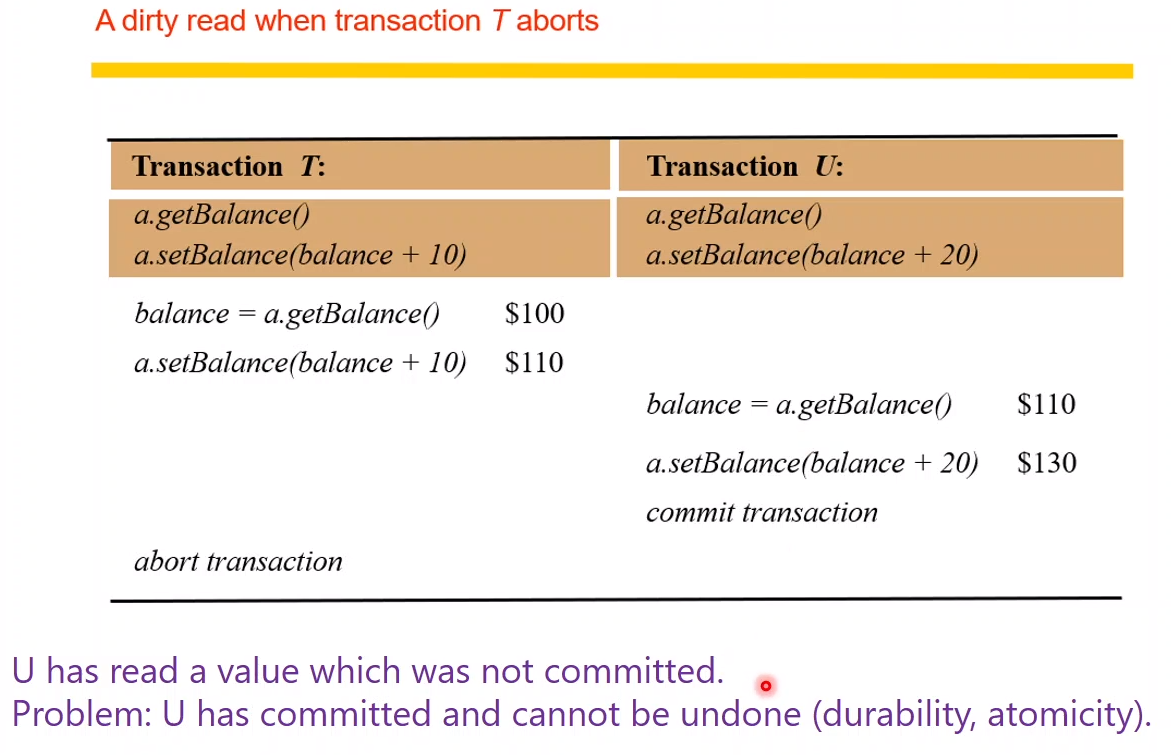 A dirty read when transaction T aborts
Transaction T: Transaction U:
a.getBalance() a.getBalance()
a.setBalance(balance + 10) a.setBalance(balance + 20)
balance = a.getBalance() $100
a.setBalance(balance + 10) $110
balance = a.getBalance() $110
a.setBalance(balance + 20) $130
commit transaction
abort transaction
U has read a value which was not committed.
Problem: U has committed and cannot be undone (durability, atomicity).